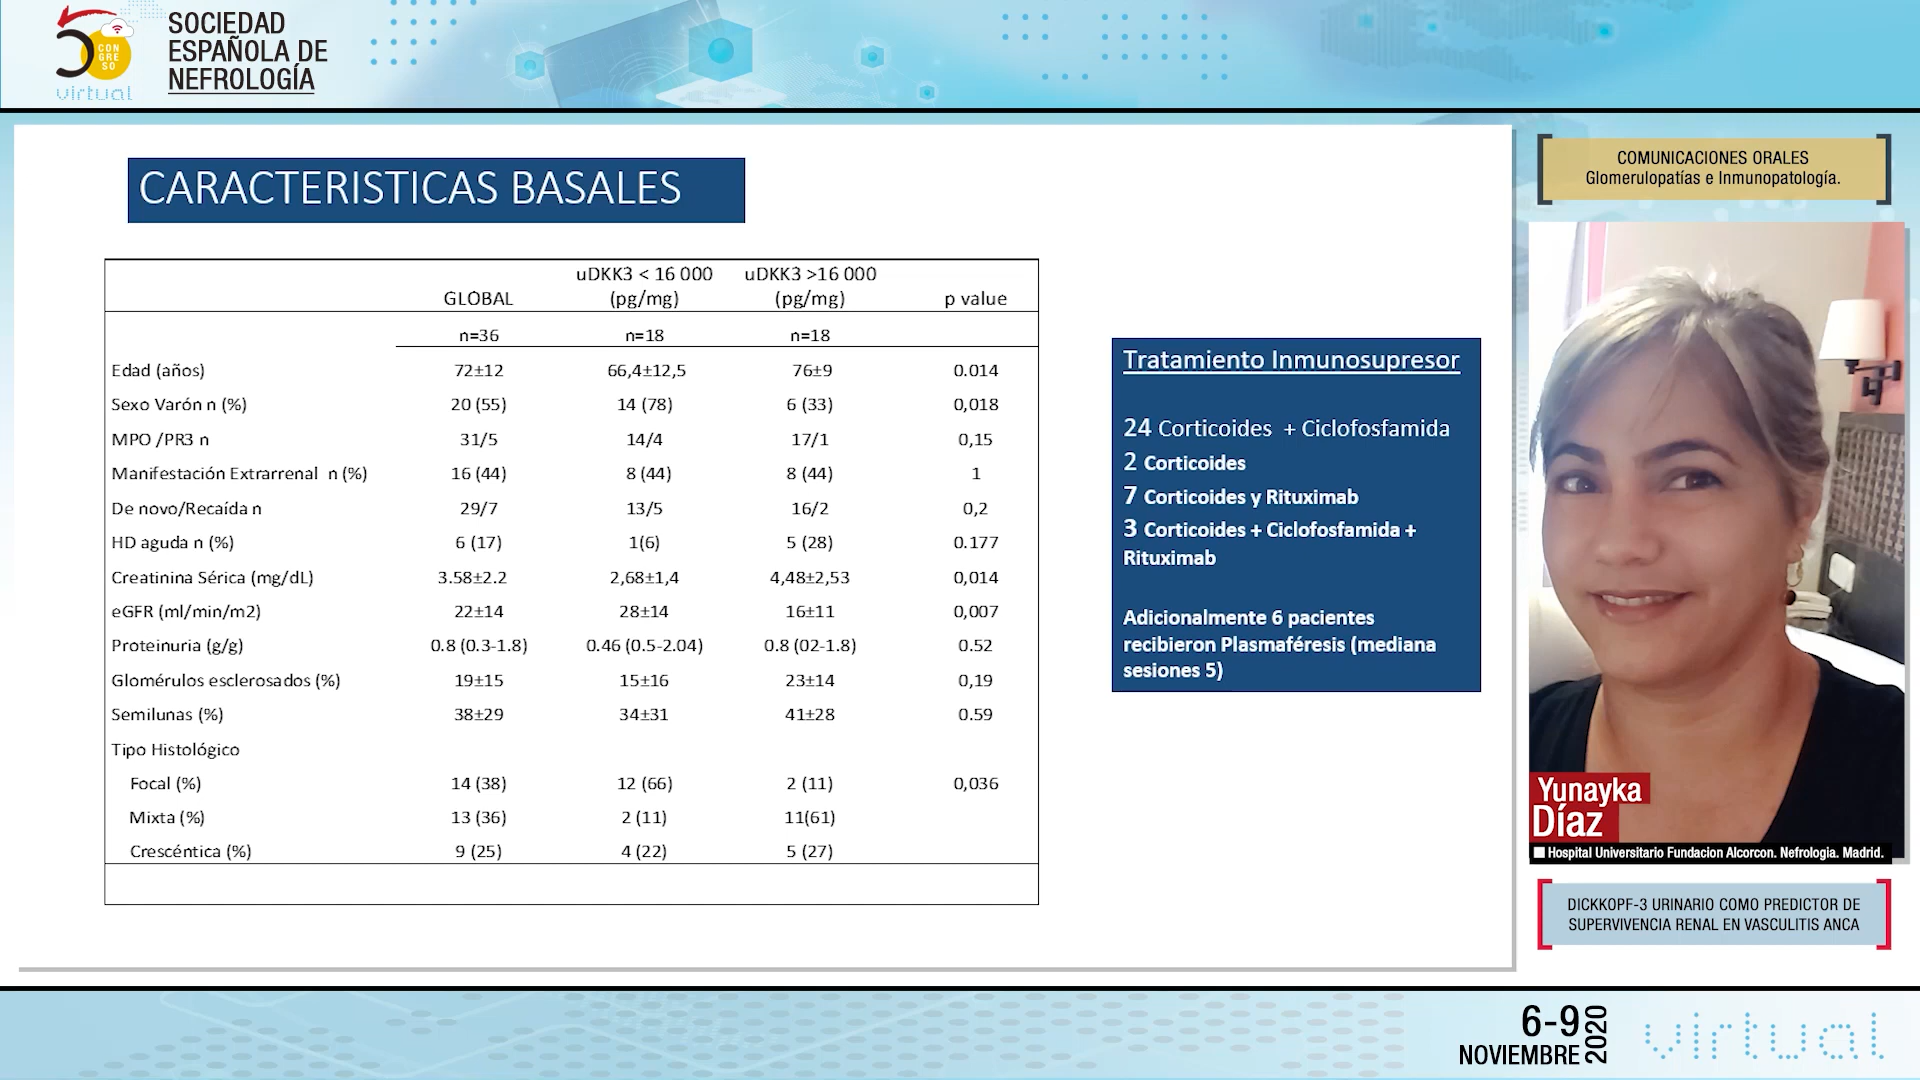 SOCIEDAD
ESPAÑOLA DE
NEFROLOGÍA
50
CON
GRE
SO
virtual
CARACTERISTICAS BASALES
GLOBAL uDKK3 < 16 000 (pg/mg) uDKK3 >16 000 (pg/mg) p value
n=36 n=18 n=18
Edad (años) 72±12 66,4±12,5 76±9 0.014
Sexo Varón n (%) 20 (55) 14 (78) 6 (33) 0,018
MPO /PR3 n 31/5 14/4 17/1 0,15
Manifestación Extrarrenal n (%) 16 (44) 8 (44) 8 (44) 1
De novo/Recaída n 29/7 13/5 16/2 0,2
HD aguda n (%) 6 (17) 1(6) 5 (28) 0.177
Creatinina Sérica (mg/dL) 3.58±2.2 2,68±1,4 4,48±2,53 0,014
eGFR (ml/min/m2) 22±14 28±14 16±11 0,007
Proteinuria (g/g) 0.8 (0.3-1.8) 0.46 (0.5-2.04) 0.8 (02-1.8) 0.52
Glomérulos esclerosados (%) 19±15 15±16 23±14 0,19
Semilunas (%) 38±29 34±31 41±28 0.59
Tipo Histológico
Focal (%) 14 (38) 12 (66) 2 (11) 0,036
Mixta (%) 13 (36) 2 (11) 11(61)
Crescéntica (%) 9 (25) 4 (22) 5 (27)
Tratamiento Inmunosupresor
24 Corticoides + Ciclofosfamida
2 Corticoides
7 Corticoides y Rituximab
3 Corticoides + Ciclofosfamida +
Rituximab
Adicionalmente 6 pacientes
recibieron Plasmaféresis (mediana
sesiones 5)
COMUNICACIONES ORALES
Glomerulopatías e Inmunopatología.
Yunayka
Díaz
Hospital Universitario Fundacion Alcorcon. Nefrologia. Madrid.
DICKKOPF-3 URINARIO COMO PREDICTOR DE
SUPERVIVENCIA RENAL EN VASCULITIS ANCA
6-9
NOVIEMBRE
2020
virtual